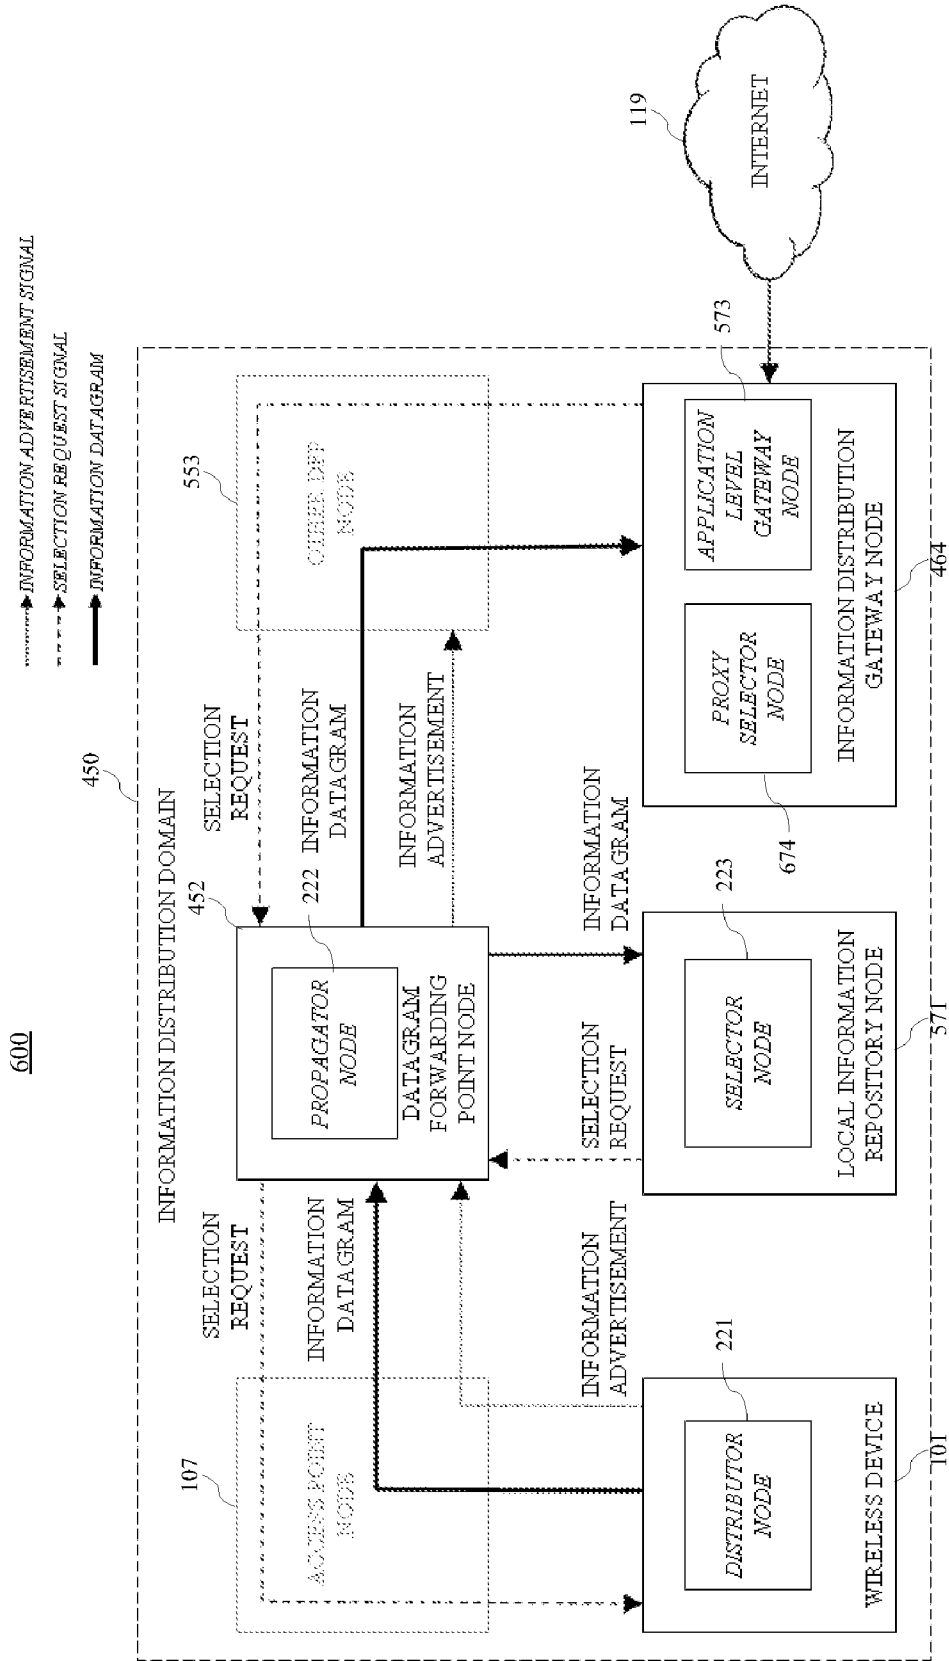 600
INFORMATION ADVERTISEMENT SIGNAL
SELECTION REQUEST SIGNAL
INFORMATION DATAGRAM
450
INFORMATION DISTRIBUTION DOMAIN
107
ACCESS POINT
NODE
SELECTION
REQUEST
INFORMATION
DATAGRAM
452
222
PROPAGATOR
NODE
DATAGRAM
FORWARDING
POINT NODE
SELECTION
REQUEST
INFORMATION
DATAGRAM
INFORMATION
ADVERTISEMENT
553
OTHER DFP
NODE
INFORMATION
ADVERTISEMENT
SELECTION
REQUEST
INFORMATION
DATAGRAM
221
DISTRIBUTOR
NODE
WIRELESS DEVICE
101
223
SELECTOR
NODE
LOCAL INFORMATION
REPOSITORY NODE
571
674
PROXY
SELECTOR
NODE
573
APPLICATION
LEVEL
GATEWAY
NODE
INFORMATION DISTRIBUTION
GATEWAY NODE
464
119
INTERNET